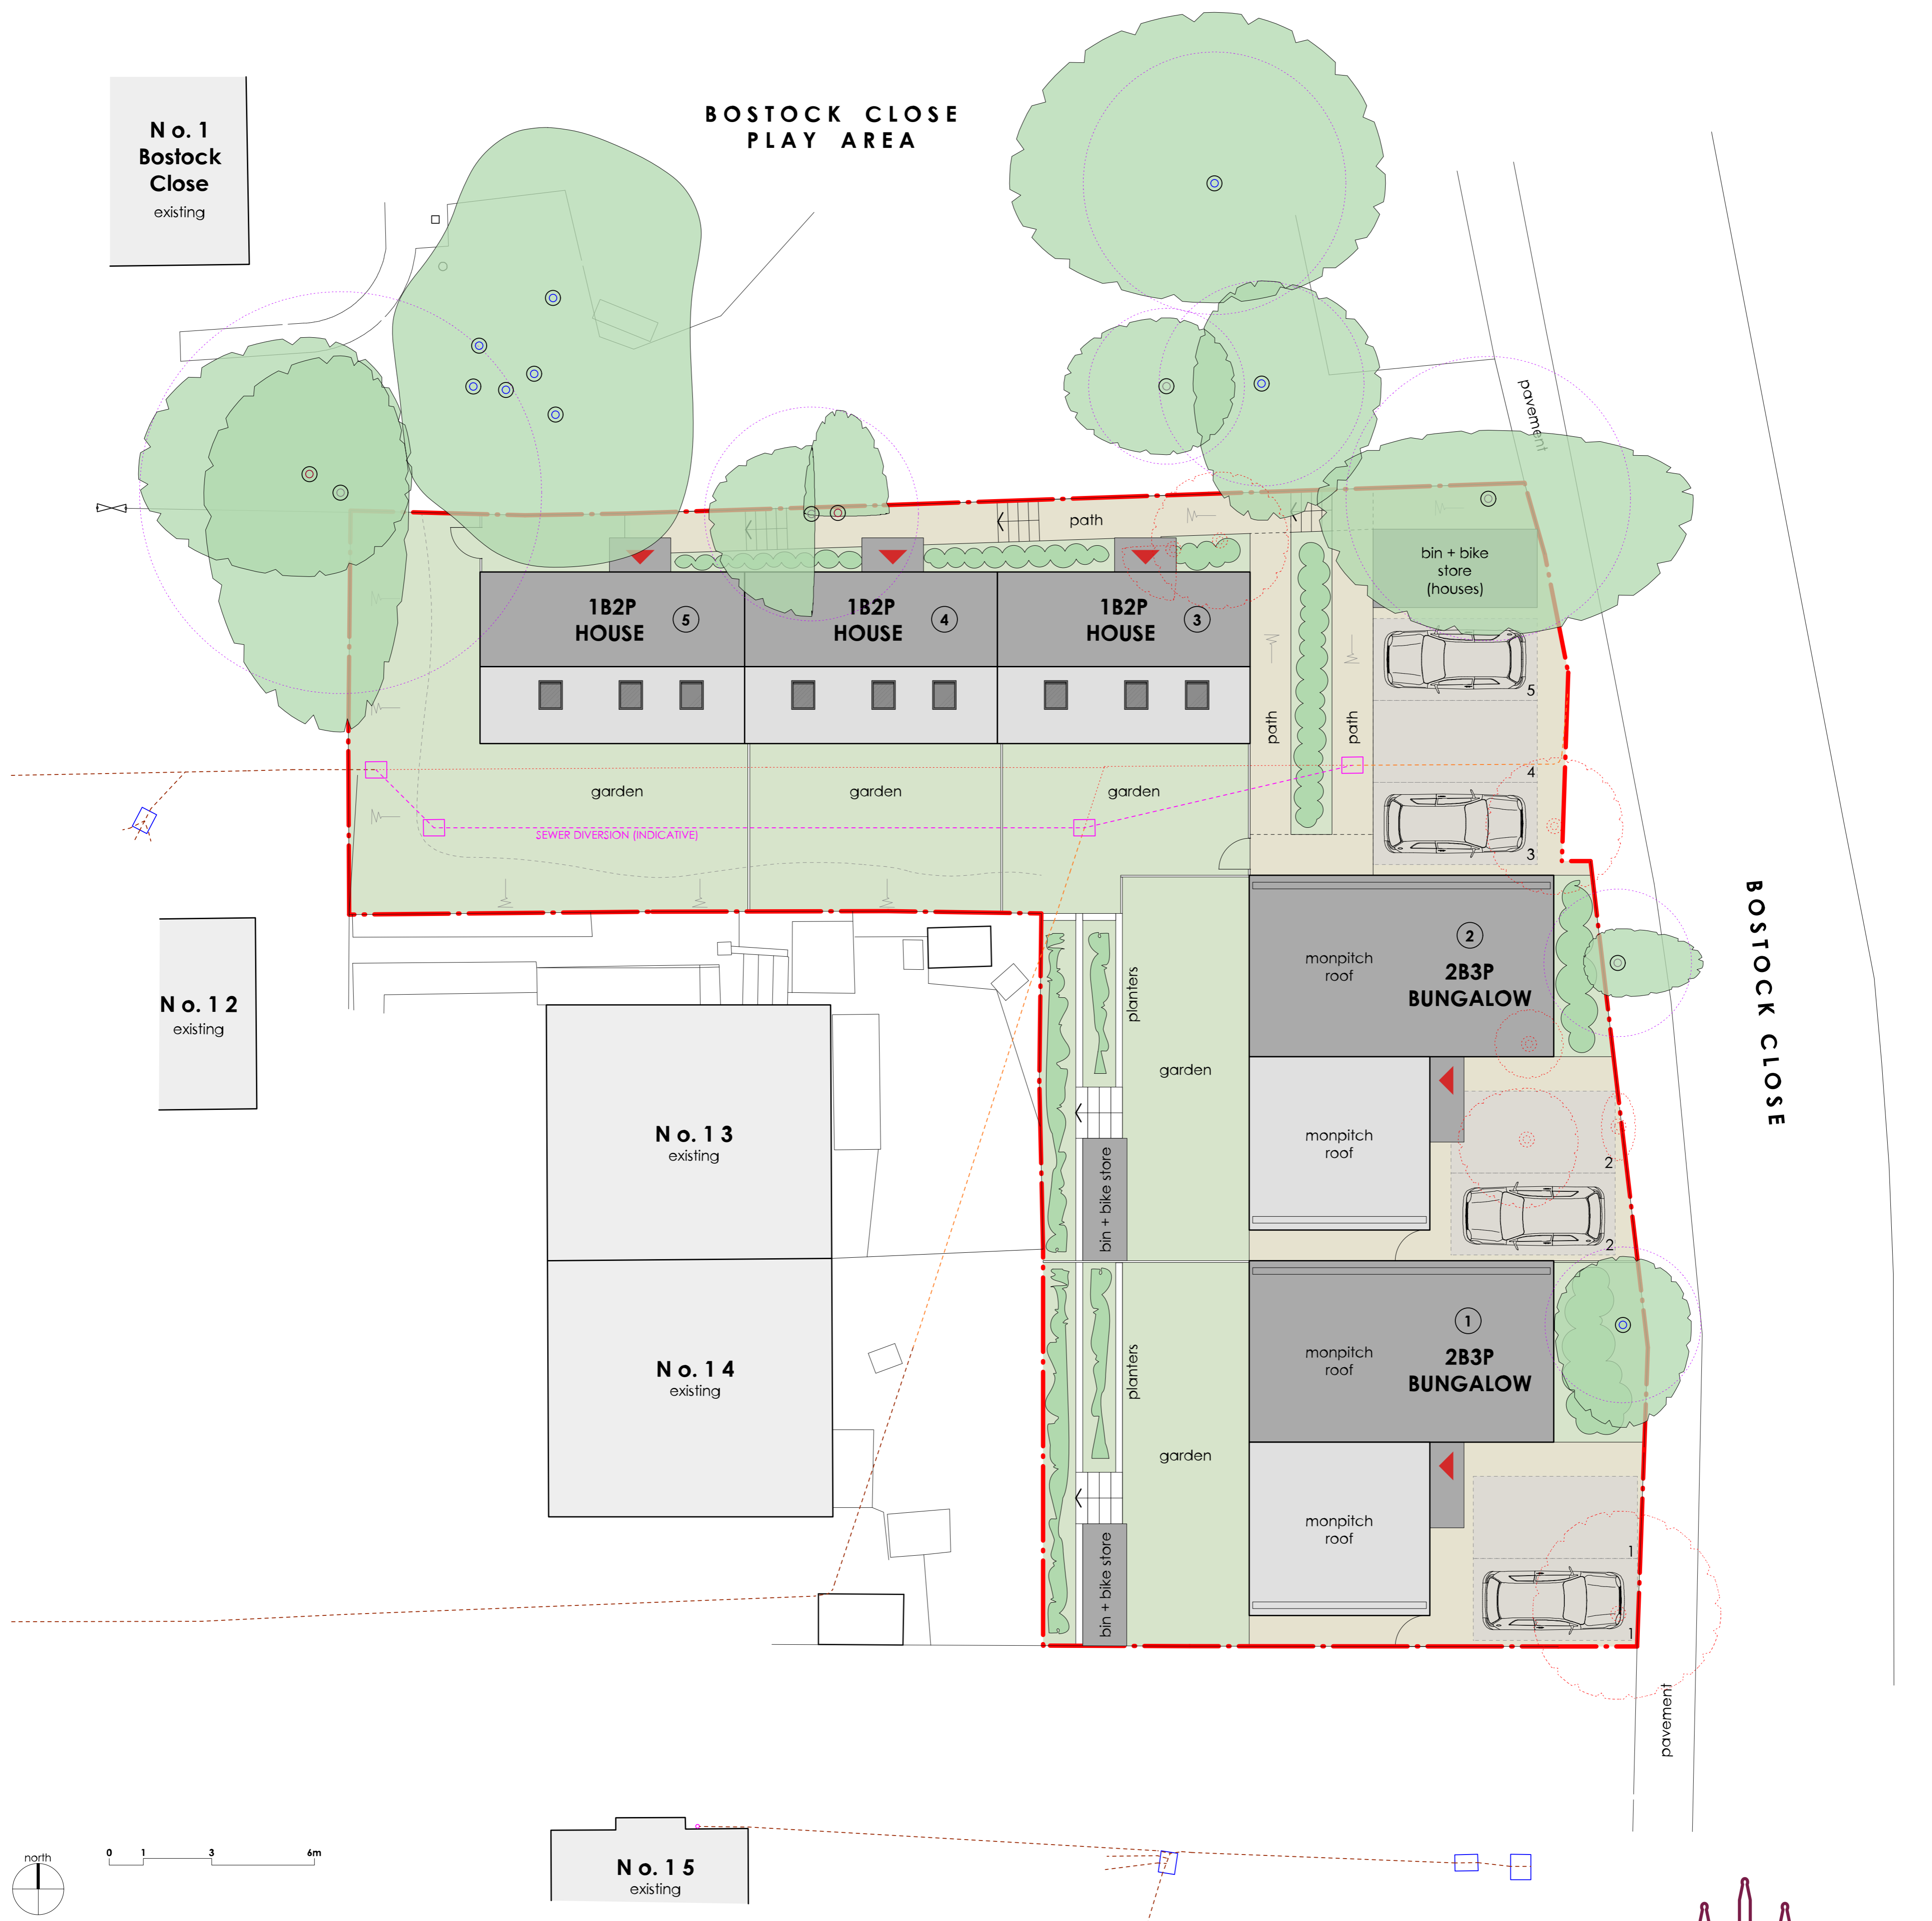 BOSTOCK CLOSE
PLAY AREA
No. 1
Bostock
Close
existing
pavement
path
bin + bike
store
(houses)
1B2P
HOUSE
5
1B2P
HOUSE
4
1B2P
HOUSE
3
path
path
5
4
3
garden
garden
garden
SEWER DIVERSION (INDICATIVE)
BOSTOCK CLOSE
No. 12
existing
No. 13
existing
No. 14
existing
planters
garden
bin + bike store
monpitch
roof
2
2B3P
BUNGALOW
monpitch
roof
2
2
planters
garden
bin + bike store
monpitch
roof
1
2B3P
BUNGALOW
monpitch
roof
1
1
pavement
north
0 1 3 6m
No. 15
existing